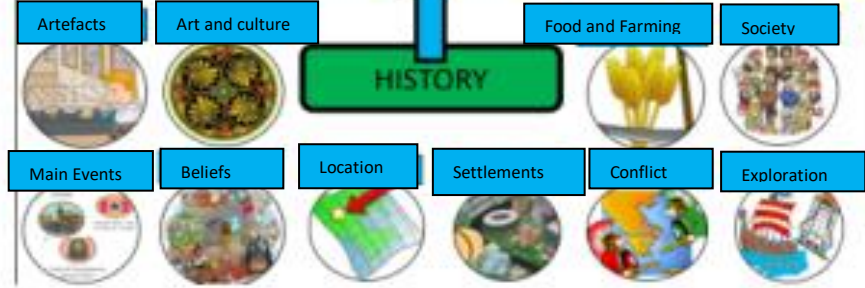 Artefacts
Art and culture
Food and Farming
Society
HISTORY
Main Events
Beliefs
Location
Settlements
Conflict
Exploration